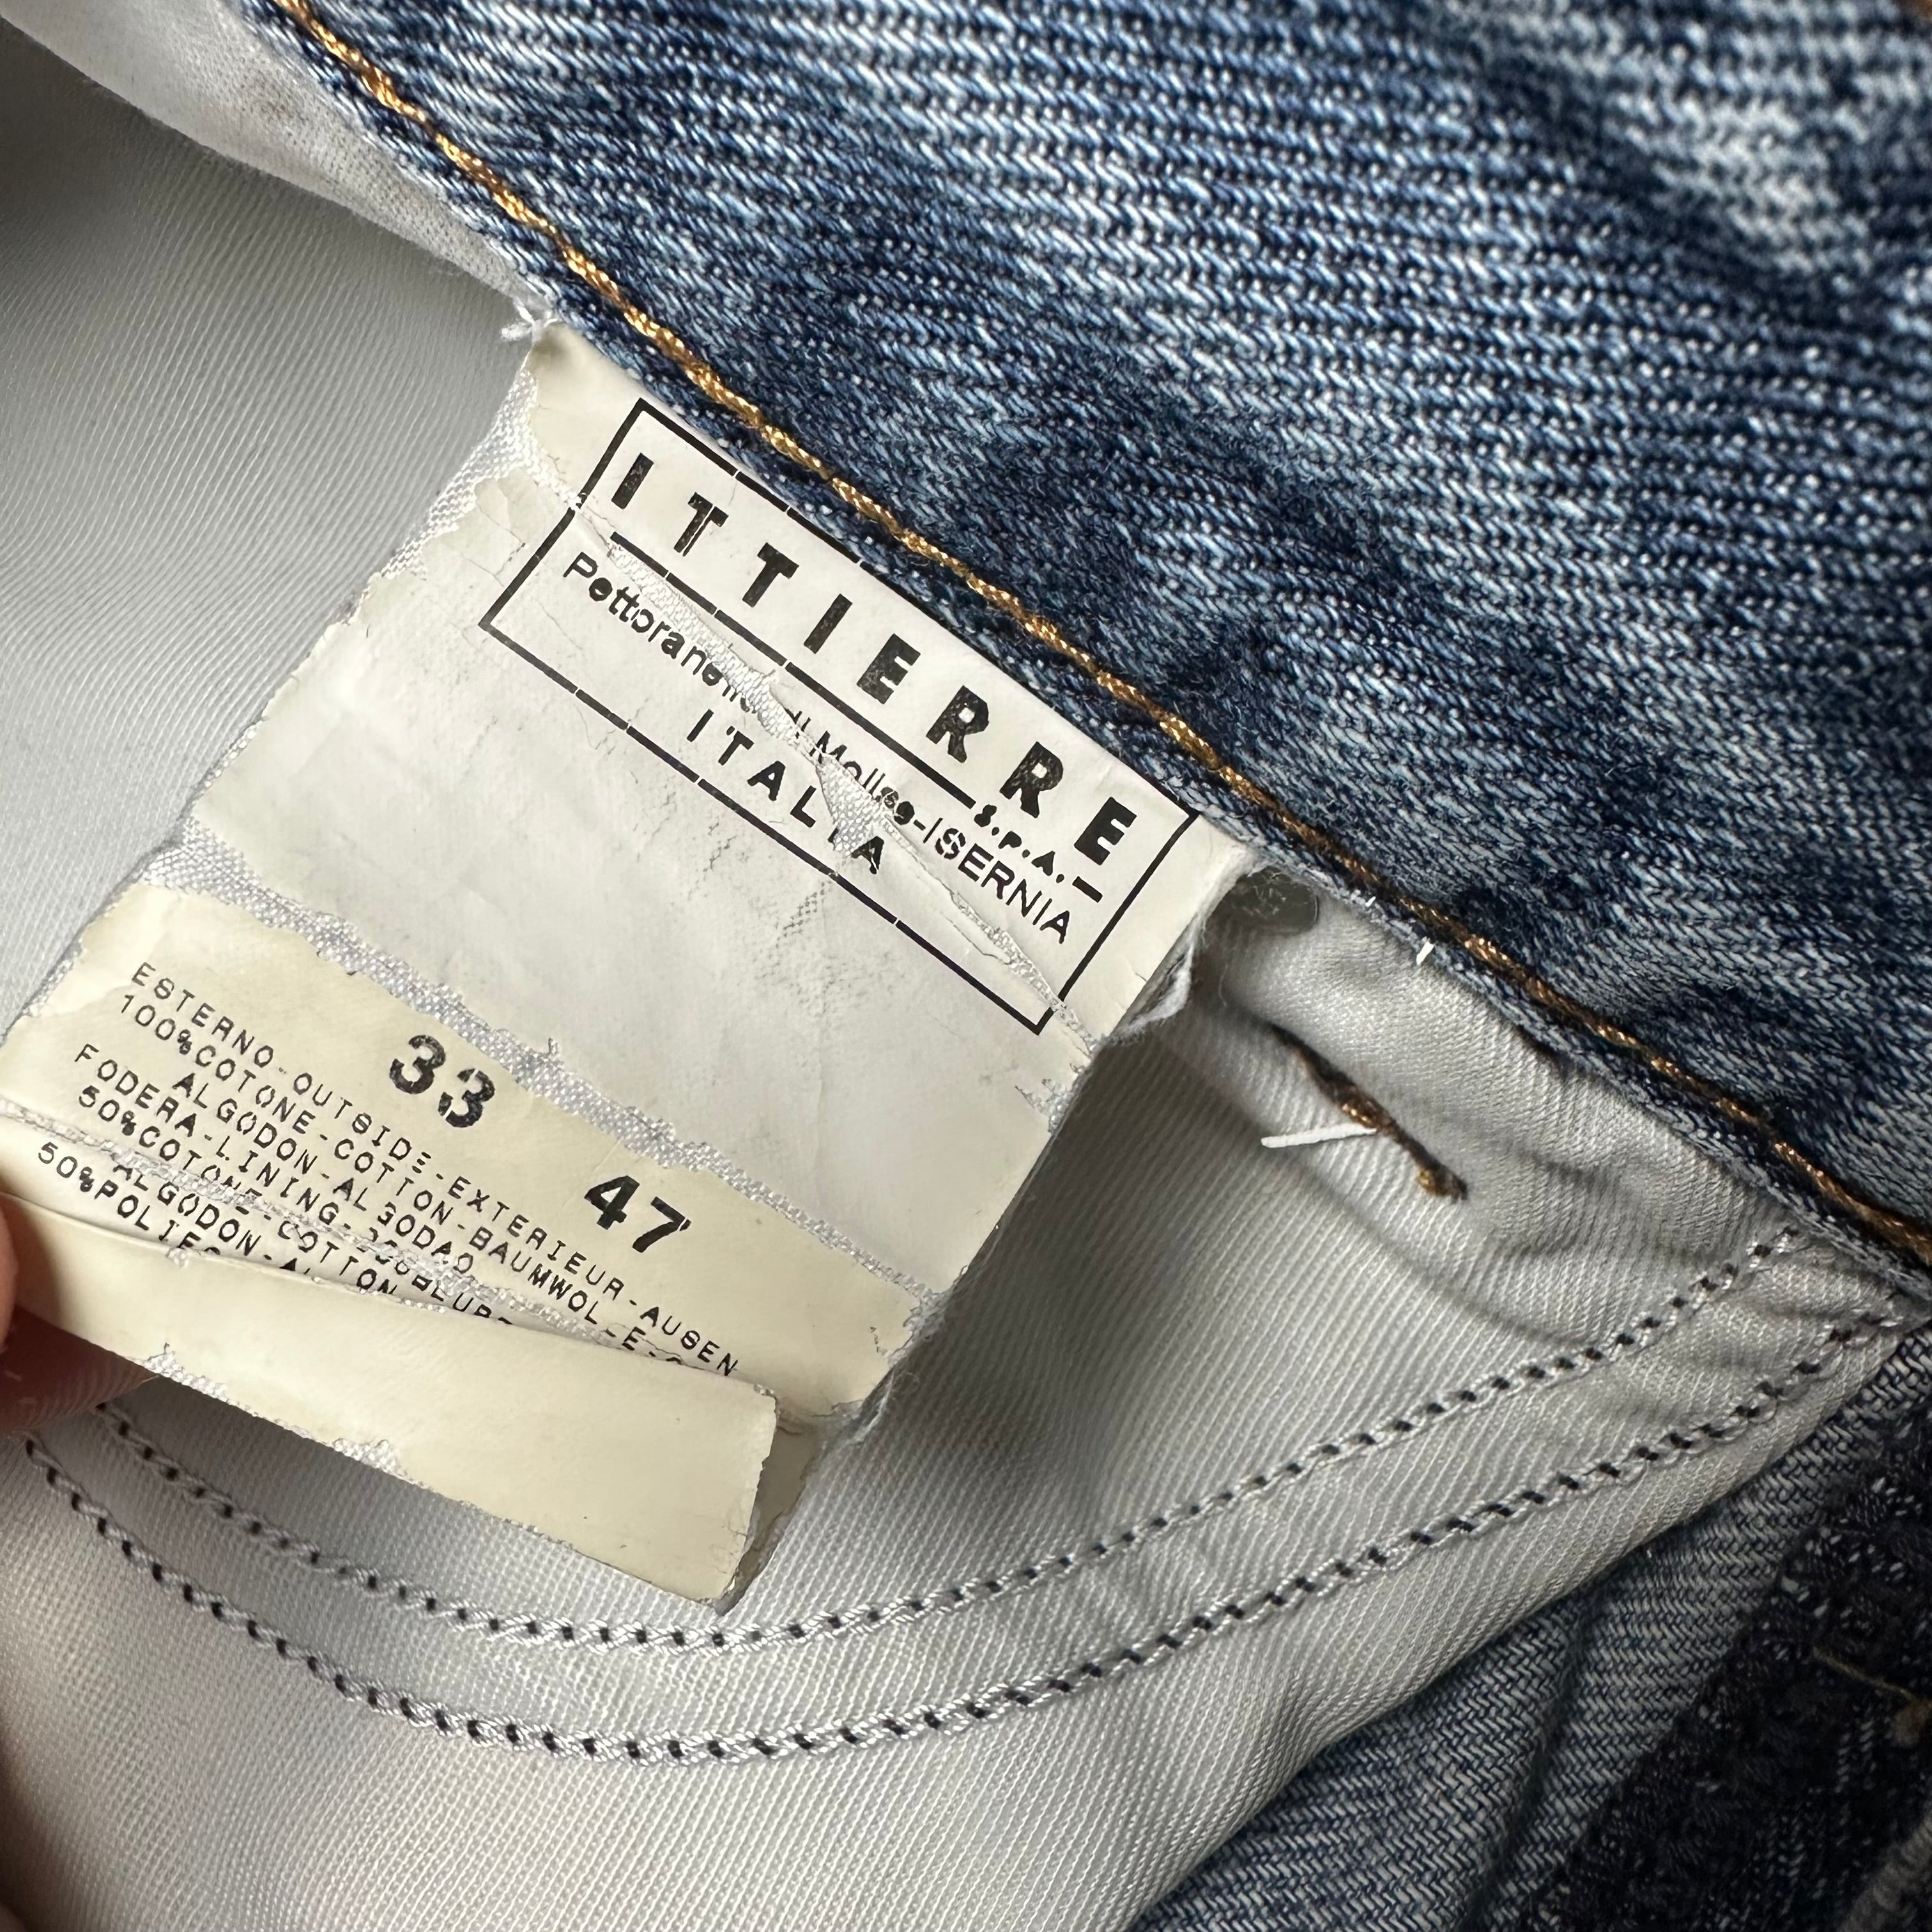 ITTIERRE
S.P.A.
Pettoranello di Molise-ISERNIA
ITALIA
33 47
ESTERNO-OUTSIDE-EXTERIEUR-AUSEN
100%COTONE-COTTON-BAUMWOL-E
ALGODON-ALGODAO
FODERA-LINING-
50%COTONE-COTTON
ALGODON
50%POLIES